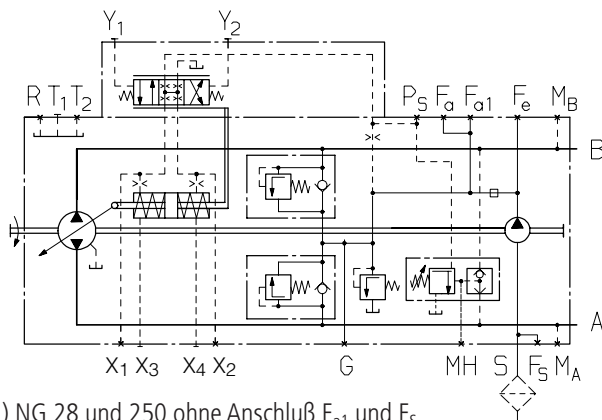 Y1 Y2
R T1 T2 PS Fa Fa1 Fe MB
B
A
X1 X3 X4 X2 G MH S FS MA
) NG 28 und 250 ohne Anschluß Fa1 und FS